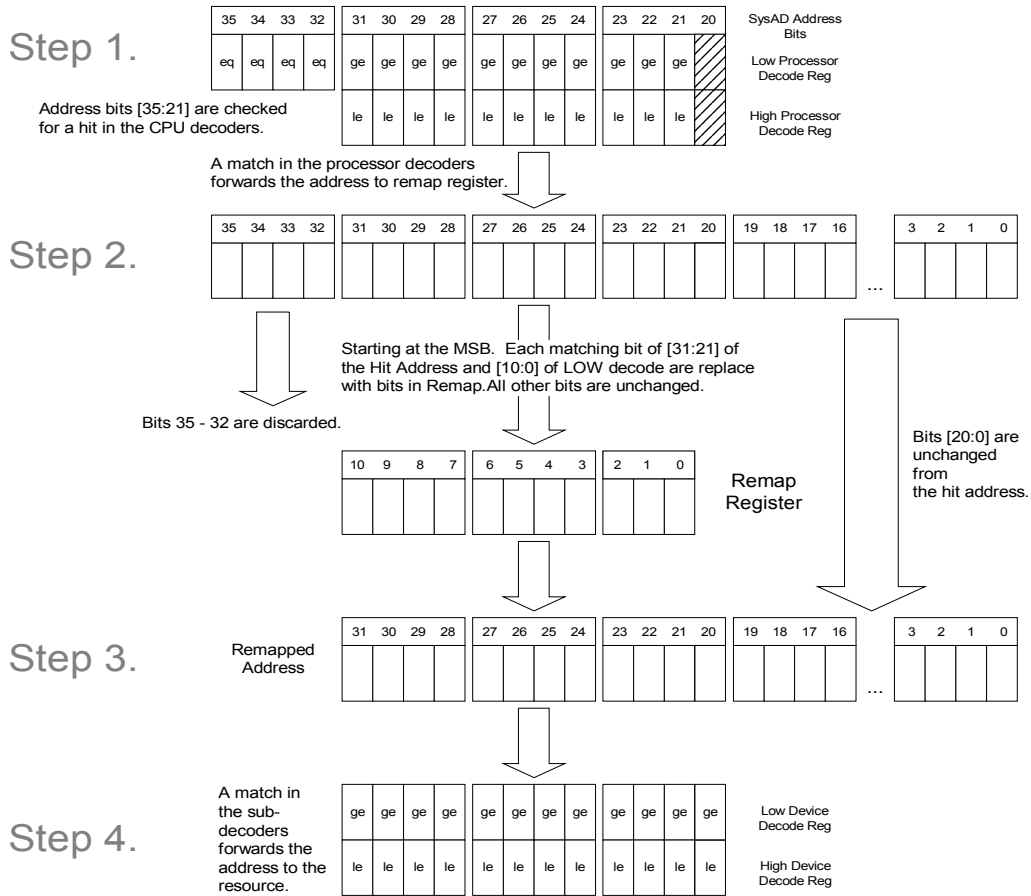 35 34 33 32 31 30 29 28 27 26 25 24 23 22 21 20
SysAD Address
Bits
Step 1.
eq eq eq eq ge ge ge ge ge ge ge ge ge ge ge
Low Processor
Decode Reg
Address bits [35:21] are checked
for a hit in the CPU decoders.
le le le le le le le le le le le
High Processor
Decode Reg
A match in the processor decoders
forwards the address to remap register.
35 34 33 32 31 30 29 28 27 26 25 24 23 22 21 20 19 18 17 16 3 2 1 0
Step 2.
...
Starting at the MSB. Each matching bit of [31:21] of
the Hit Address and [10:0] of LOW decode are replace
with bits in Remap.All other bits are unchanged.
Bits 35 - 32 are discarded.
Bits [20:0] are
unchanged
from
the hit address.
10 9 8 7 6 5 4 3 2 1 0
Remap
Register
31 30 29 28 27 26 25 24 23 22 21 20 19 18 17 16 3 2 1 0
Step 3.
Remapped
Address
...
A match in
the sub-
decoders
forwards the
address to the
resource.
Step 4.
ge ge ge ge ge ge ge ge ge ge ge ge
Low Device
Decode Reg
le le le le le le le le le le le le
High Device
Decode Reg